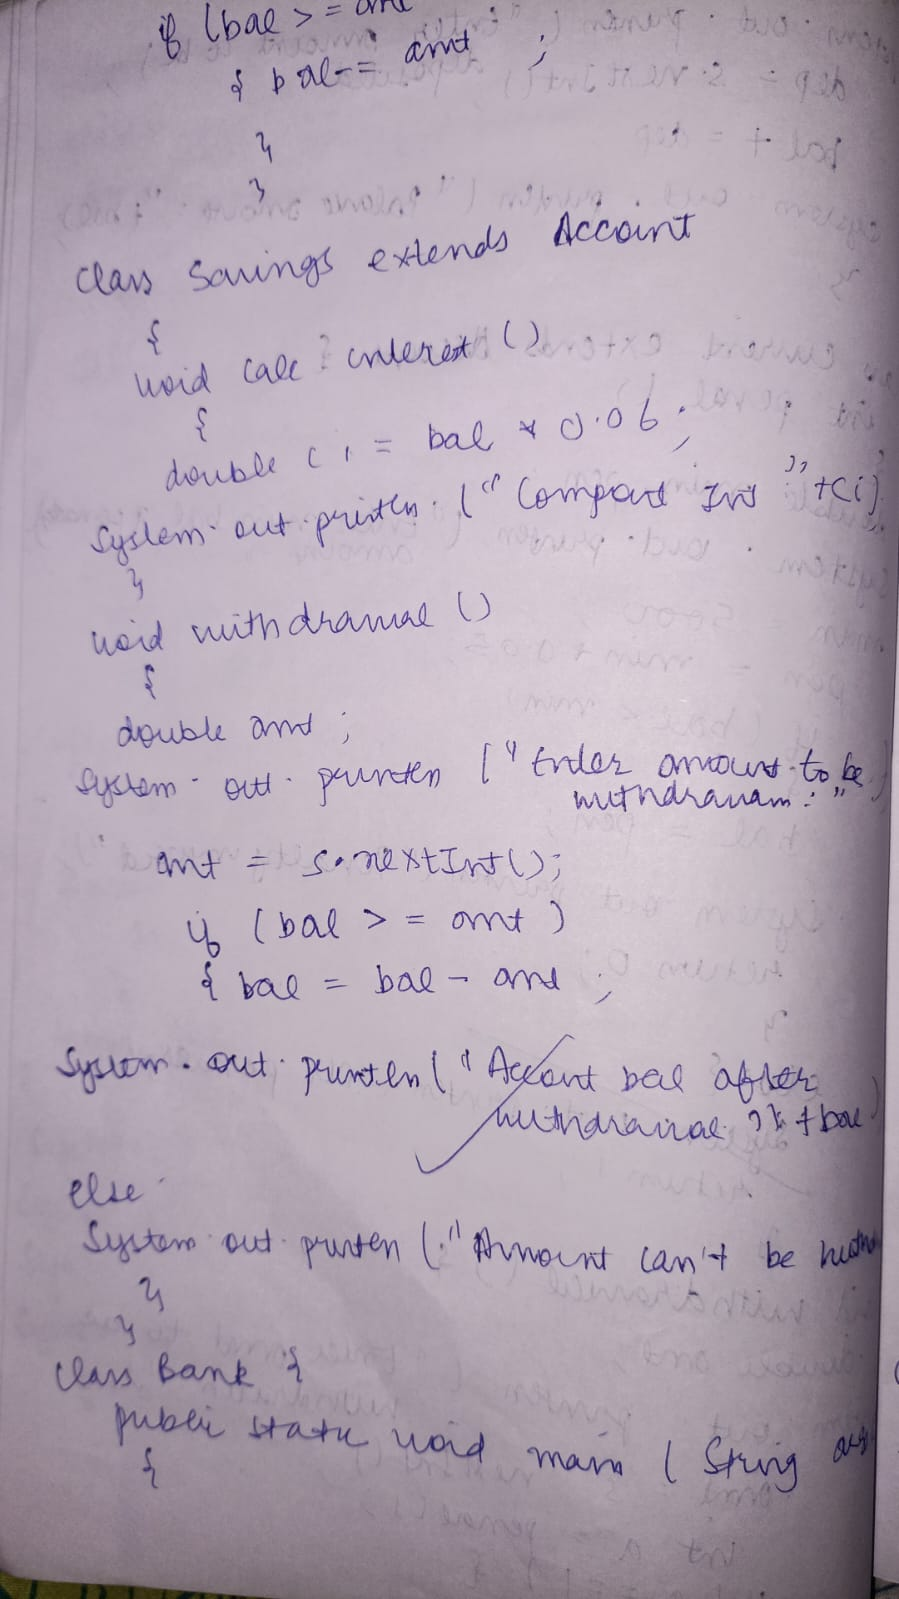 if (bal >= amt
{ bal -= amt ;
}
}
Class Savings extends Account
{
void calc interest ()
{
double ci = bal * 0.06 ;
System.out.println ("Compound Int " +ci)
}
void withdrawal ()
{
double amt ;
System.out.println ("Enter amount to be
withdrawam : "
amt = s.nextInt();
if (bal >= amt )
{ bal = bal - amt ;
System.out.println ("Account bal after
withdrawal " + bal)
else
System.out.println ("Amount can't be
}
}
class Bank {
public static void main ( String
{